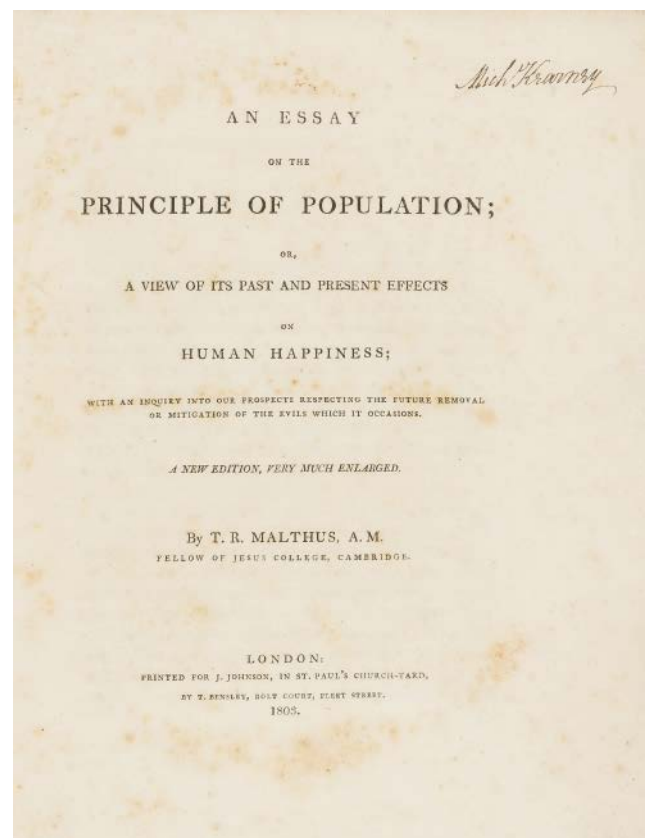 Mich Kearney
AN ESSAY
ON THE
PRINCIPLE OF POPULATION;
OR,
A VIEW OF ITS PAST AND PRESENT EFFECTS
ON
HUMAN HAPPINESS;
WITH AN INQUIRY INTO OUR PROSPECTS RESPECTING THE FUTURE REMOVAL
OR MITIGATION OF THE EVILS WHICH IT OCCASIONS.
A NEW EDITION, VERY MUCH ENLARGED.
By T. R. MALTHUS, A. M.
FELLOW OF JESUS COLLEGE, CAMBRIDGE.
LONDON:
PRINTED FOR J. JOHNSON, IN ST. PAUL'S CHURCH-YARD,
BY T. BENSLEY, BOLT COURT, FLEET STREET.
1803.